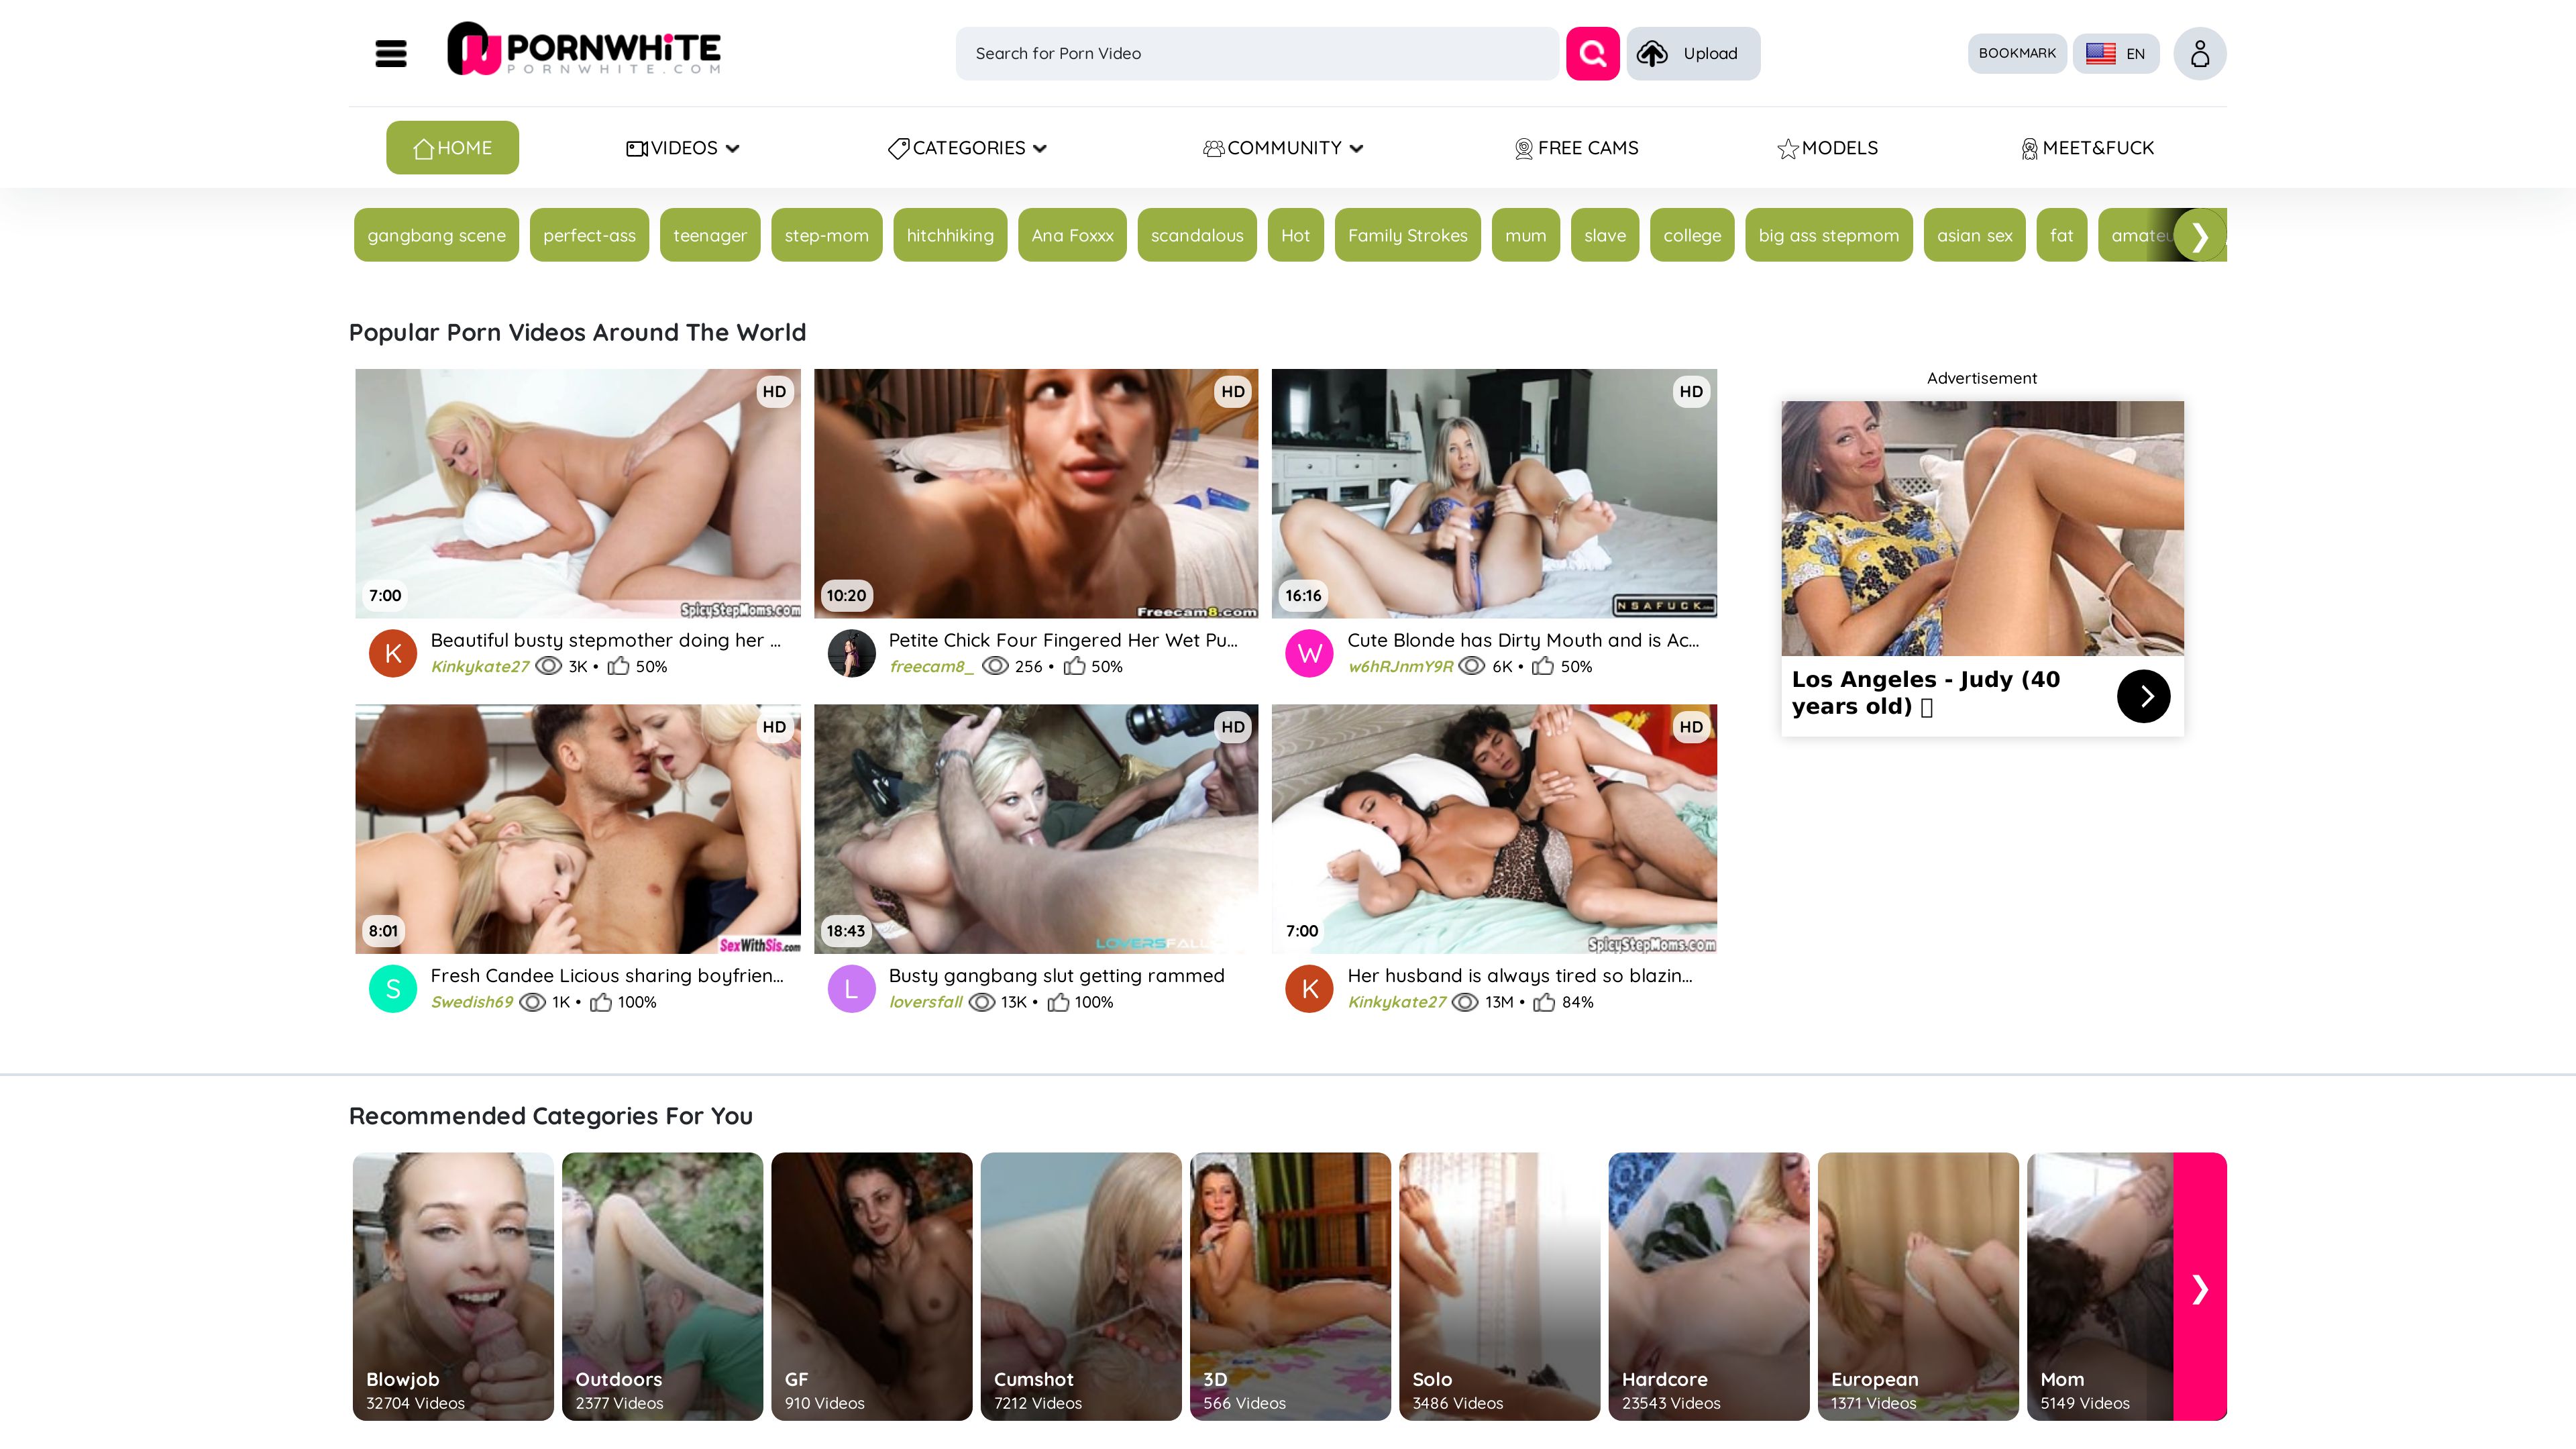 PORNWHITE
PORNWHITE.COM
Search for Porn Video
Upload
BOOKMARK
EN
HOME
VIDEOS
CATEGORIES
COMMUNITY
FREE CAMS
MODELS
MEET&FUCK
gangbang scene
perfect-ass
teenager
step-mom
hitchhiking
Ana Foxxx
scandalous
Hot
Family Strokes
mum
slave
college
big ass stepmom
asian sex
fat
Popular Porn Videos Around The World
HD
7:00
SpicyStepMoms.com
K
Beautiful busty stepmother doing her ...
Kinkykate27 3K • 50%
HD
10:20
Freecam8.com
Petite Chick Four Fingered Her Wet Pu...
freecam8_ 256 • 50%
HD
16:16
NSAFUCK
W
Cute Blonde has Dirty Mouth and is Ac...
w6hRJnmY9R 6K • 50%
Advertisement
Los Angeles - Judy (40
years old)
HD
8:01
SexWithSis.com
S
Fresh Candee Licious sharing boyfrien...
Swedish69 1K • 100%
HD
18:43
L
Busty gangbang slut getting rammed
loversfall 13K • 100%
HD
7:00
SpicyStepMoms.com
K
Her husband is always tired so blazin...
Kinkykate27 13M • 84%
Recommended Categories For You
Blowjob
32704 Videos
Outdoors
2377 Videos
GF
910 Videos
Cumshot
7212 Videos
3D
566 Videos
Solo
3486 Videos
Hardcore
23543 Videos
European
1371 Videos
Mom
5149 Videos